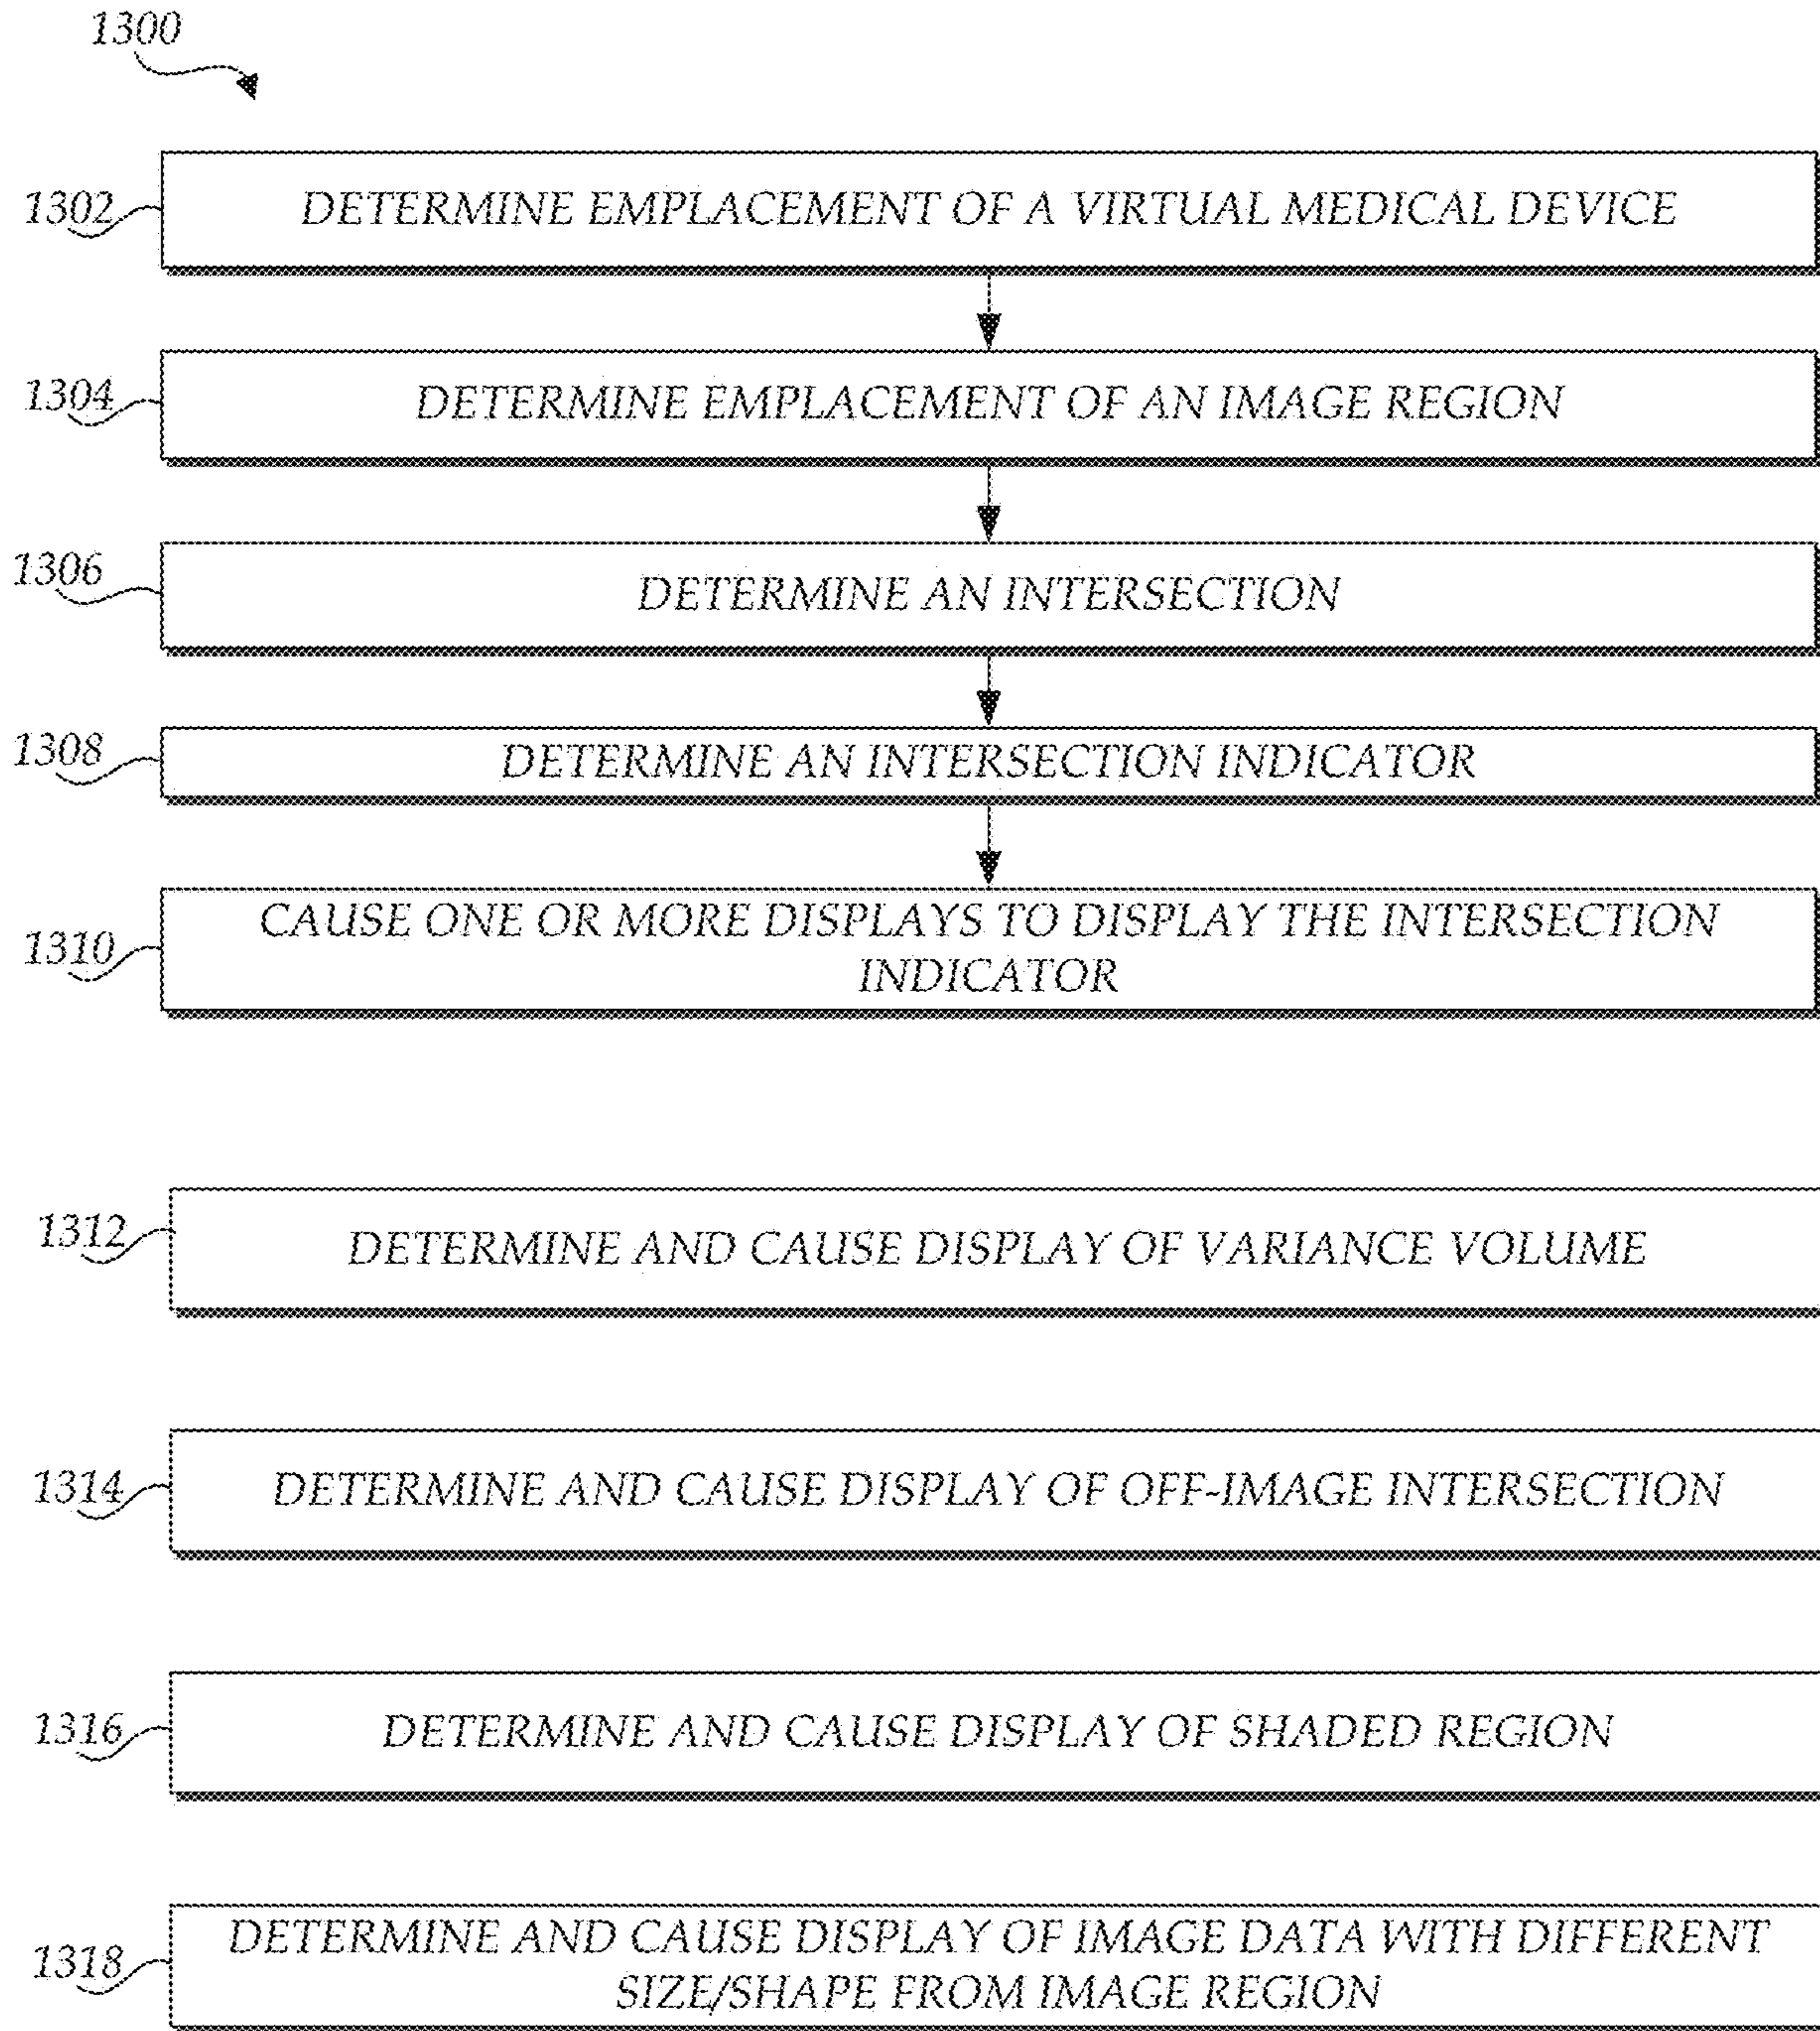 1300
1302
DETERMINE EMPLACEMENT OF A VIRTUAL MEDICAL DEVICE
1304
DETERMINE EMPLACEMENT OF AN IMAGE REGION
1306
DETERMINE AN INTERSECTION
1308
DETERMINE AN INTERSECTION INDICATOR
1310
CAUSE ONE OR MORE DISPLAYS TO DISPLAY THE INTERSECTION
INDICATOR
1312
DETERMINE AND CAUSE DISPLAY OF VARIANCE VOLUME
1314
DETERMINE AND CAUSE DISPLAY OF OFF-IMAGE INTERSECTION
1316
DETERMINE AND CAUSE DISPLAY OF SHADED REGION
1318
DETERMINE AND CAUSE DISPLAY OF IMAGE DATA WITH DIFFERENT
SIZE/SHAPE FROM IMAGE REGION